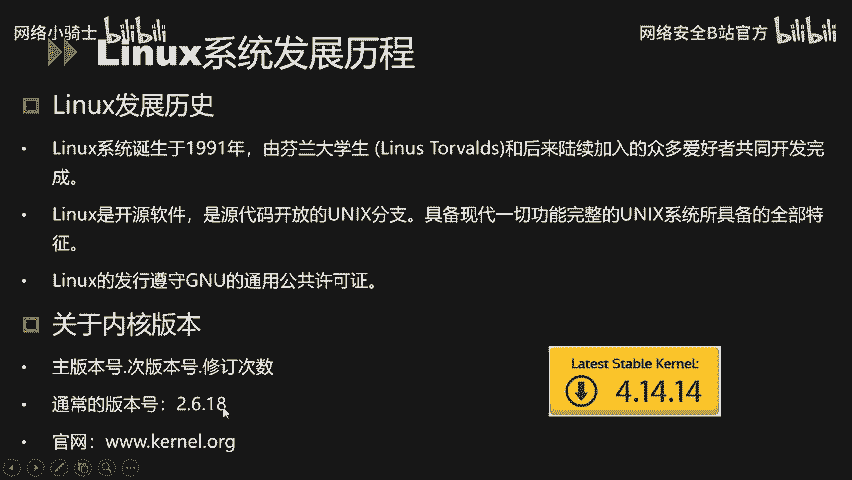 网络小骑士 bilibili
网络安全B站官方 bilibili
Linux系统发展历程
Linux发展历史
Linux系统诞生于1991年，由芬兰大学生 (Linus Torvalds)和后来陆续加入的众多爱好者共同开发完
成。
Linux是开源软件，是源代码开放的UNIX分支。具备现代一切功能完整的UNIX系统所具备的全部特
征。
Linux的发行遵守GNU的通用公共许可证。
关于内核版本
主版本号.次版本号.修订次数
Latest Stable Kernel:
4.14.14
通常的版本号：2.6.18
官网：www.kernel.org